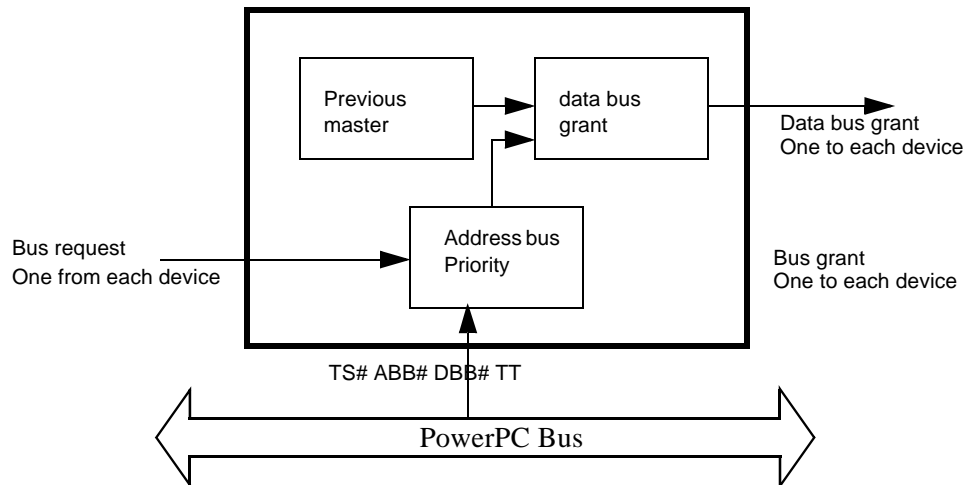 Previous
master
data bus
grant
Data bus grant
One to each device
Address bus
Priority
Bus request
One from each device
Bus grant
One to each device
TS# ABB# DBB# TT
PowerPC Bus